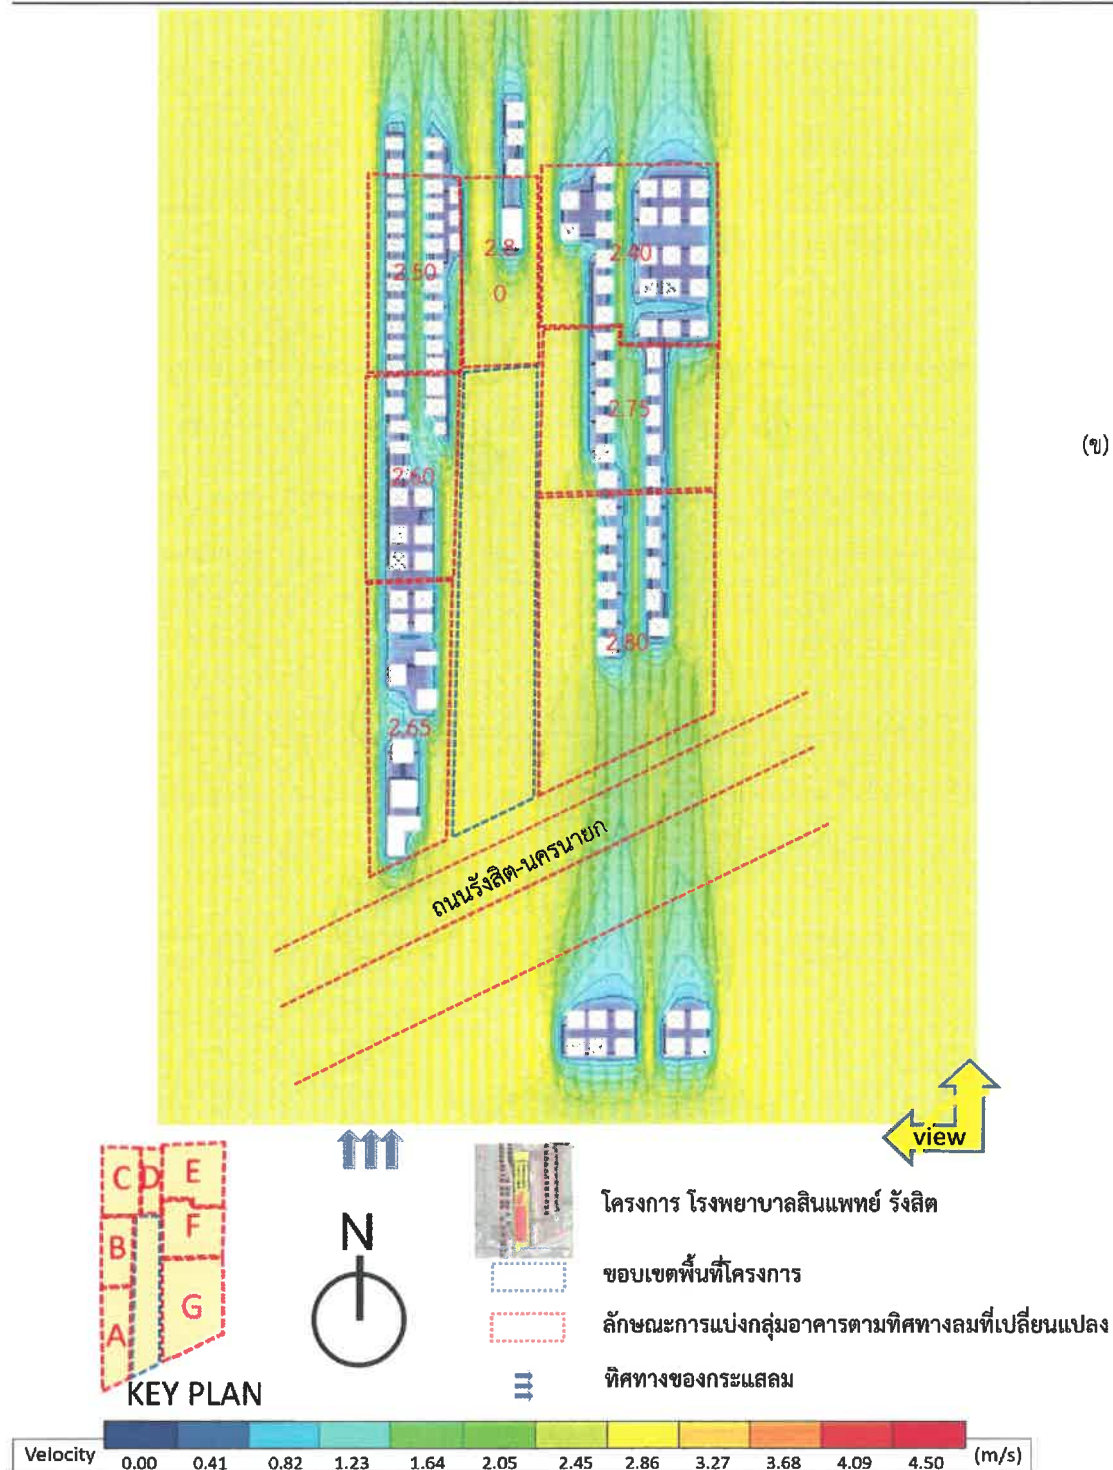 2.8
0
2.40
2.50
2.75
(ข)
2.60
2.80
2.65
ถนนรังสิต-นครนายก
view
C D E
B F
A G
KEY PLAN
N
โครงการ โรงพยาบาลสินแพทย์ รังสิต
ขอบเขตพื้นที่โครงการ
ลักษณะการแบ่งกลุ่มอาคารตามทิศทางลมที่เปลี่ยนแปลง
ทิศทางของกระแสลม
Velocity 0.00 0.41 0.82 1.23 1.64 2.05 2.45 2.86 3.27 3.68 4.09 4.50 (m/s)